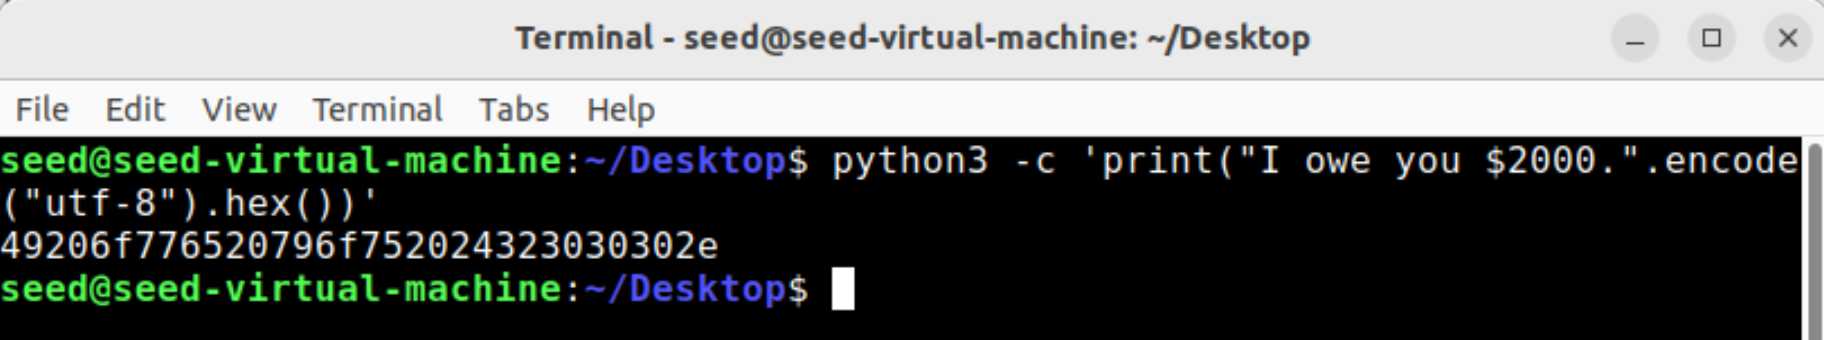 Terminal - seed@seed-virtual-machine: ~/Desktop
File Edit View Terminal Tabs Help
seed@seed-virtual-machine:~/Desktop$ python3 -c 'print("I owe you $2000.".encode
("utf-8").hex())'
49206f776520796f752024323030302e
seed@seed-virtual-machine:~/Desktop$